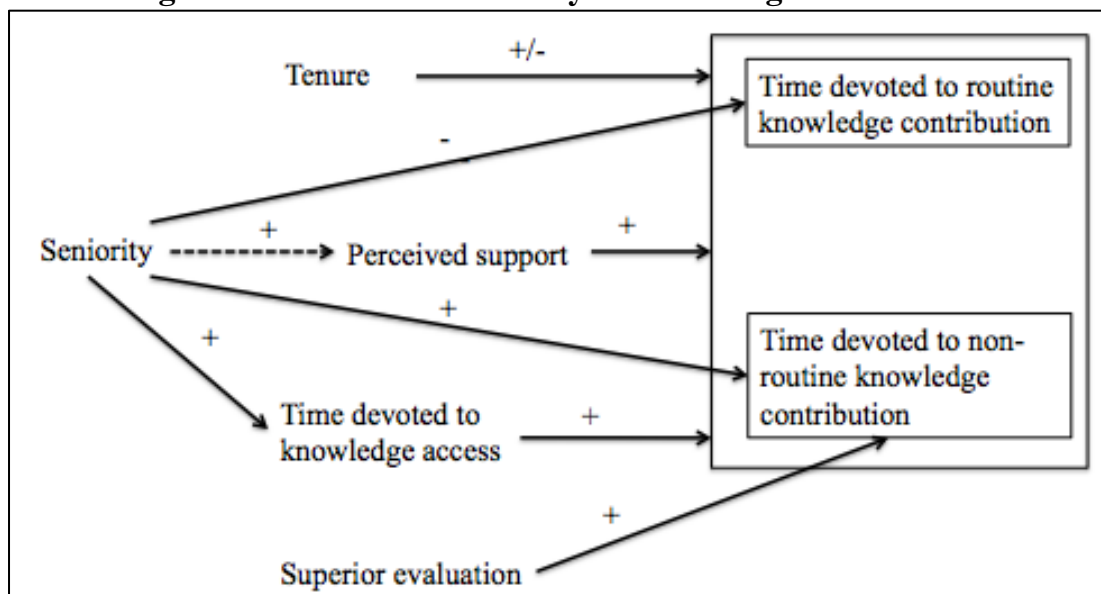 +/-
Tenure
Time devoted to routine
knowledge contribution
-
+
+
Seniority
Perceived support
+
+
Time devoted to non-
routine knowledge
contribution
Time devoted to
knowledge access
+
+
Superior evaluation